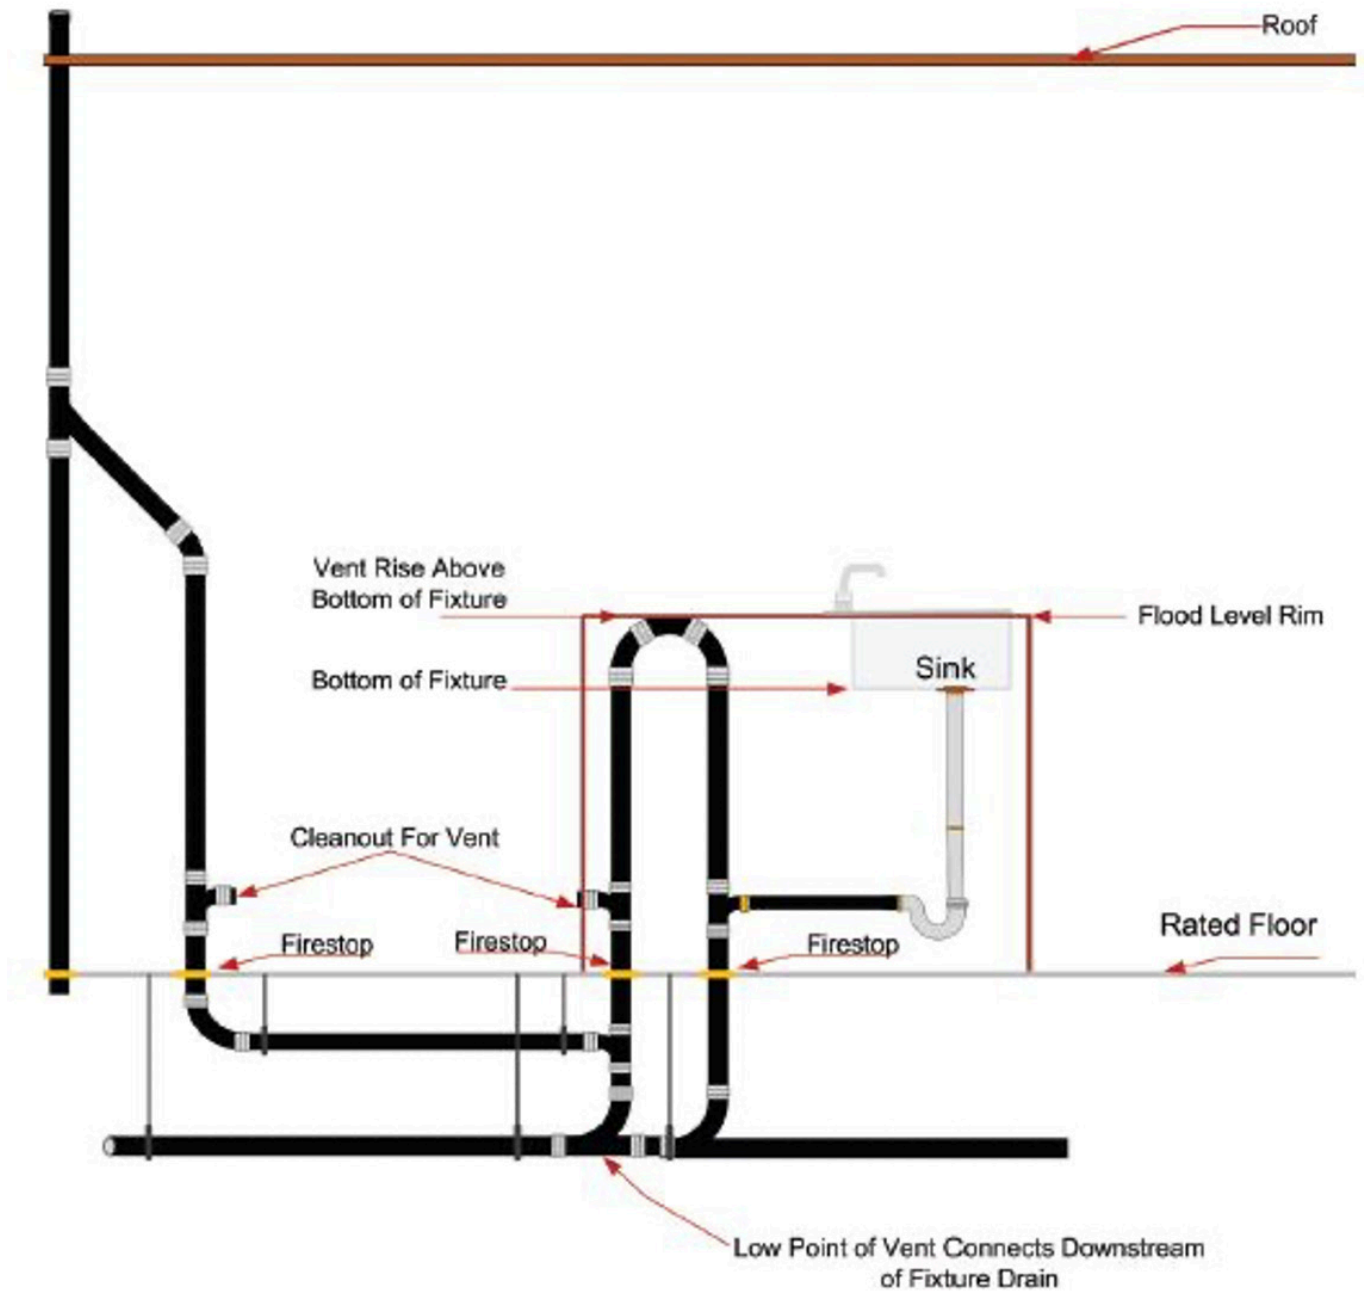 Roof
Vent Rise Above
Bottom of Fixture
Flood Level Rim
Sink
Bottom of Fixture
Cleanout For Vent
Rated Floor
Firestop
Firestop
Firestop
Low Point of Vent Connects Downstream
of Fixture Drain